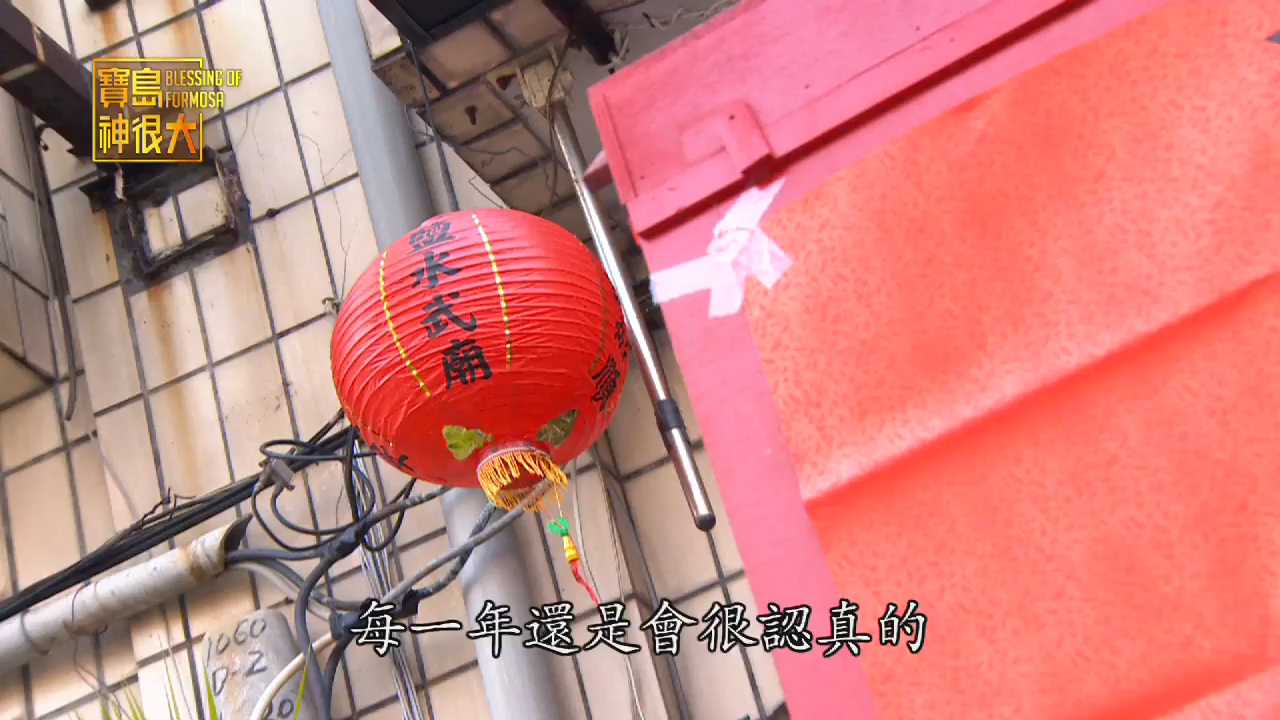 寶島
BLESSING OF
FORMOSA
神很大
靈水武廟
1060
D-2
每一年還是會很認真的